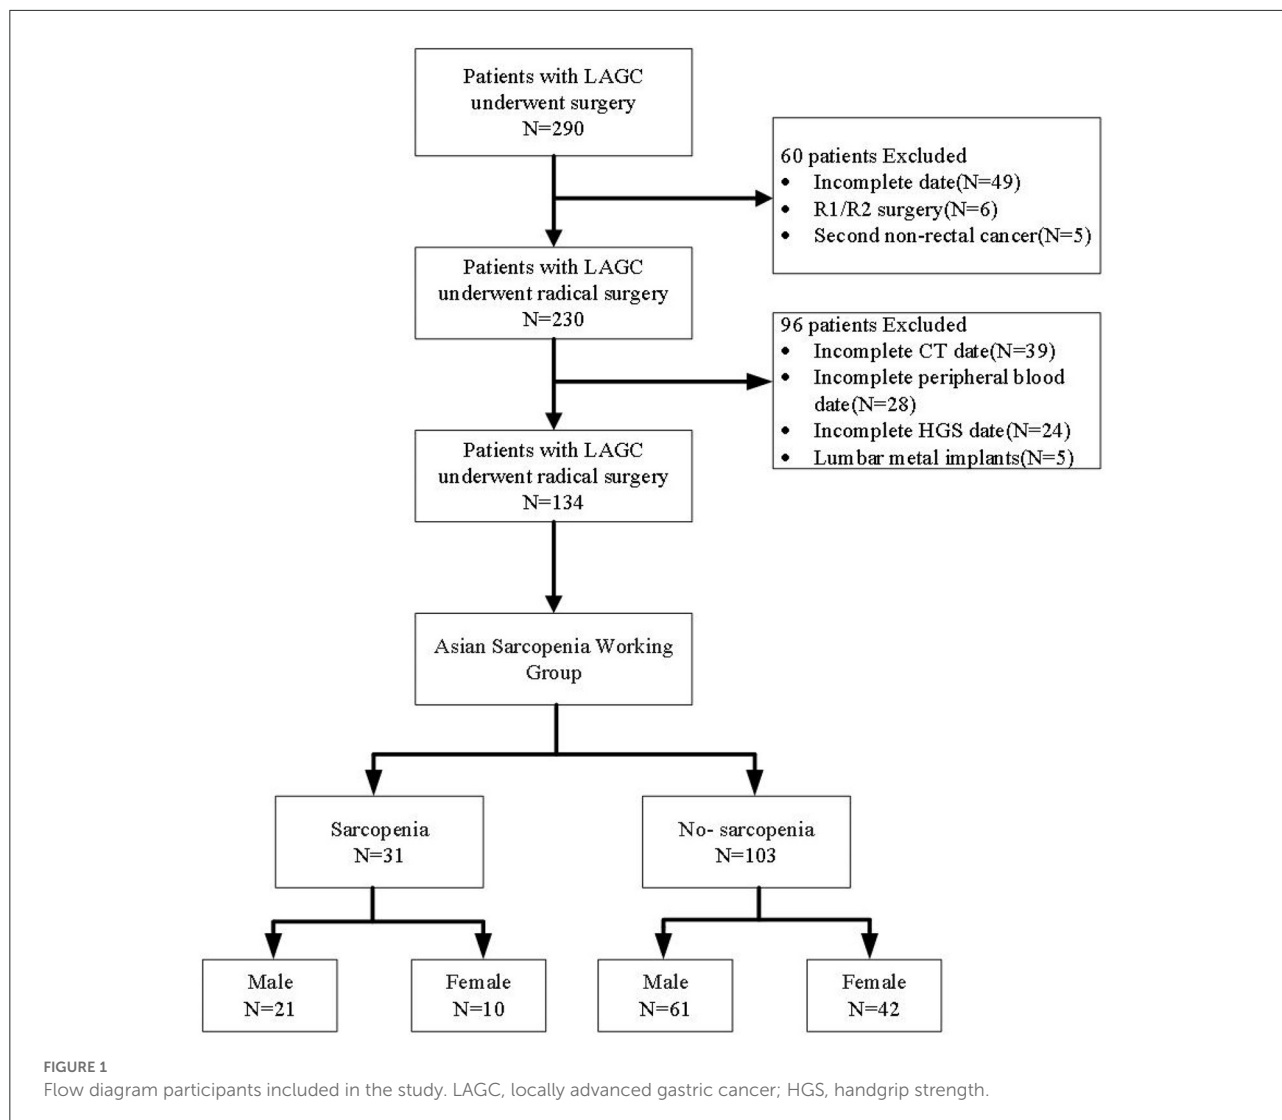 Patients with LAGC
underwent surgery
N=290
60 patients Excluded
• Incomplete date(N=49)
• R1/R2 surgery(N=6)
• Second non-rectal cancer(N=5)
Patients with LAGC
underwent radical surgery
N=230
96 patients Excluded
• Incomplete CT date(N=39)
• Incomplete peripheral blood
date(N=28)
• Incomplete HGS date(N=24)
• Lumbar metal implants(N=5)
Patients with LAGC
underwent radical surgery
N=134
Asian Sarcopenia Working
Group
Sarcopenia
N=31
No- sarcopenia
N=103
Male
N=21
Female
N=10
Male
N=61
Female
N=42
FIGURE 1
Flow diagram participants included in the study. LAGC, locally advanced gastric cancer; HGS, handgrip strength.